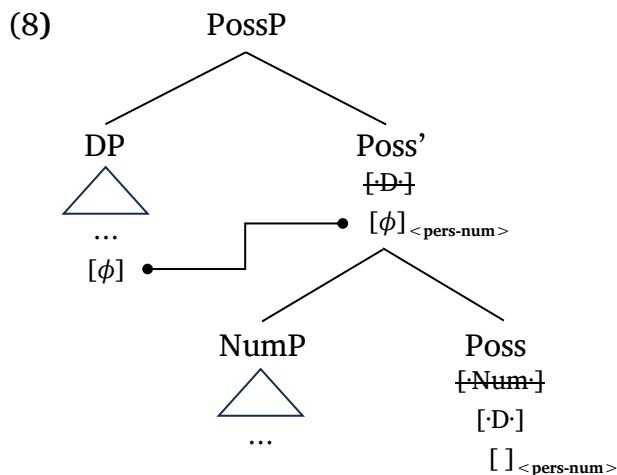 (8) PossP
DP Poss’
[·D·]
... [ϕ]<pers-num>
[ϕ]
NumP Poss
[·Num·]
[·D·]
... [ ]<pers-num>